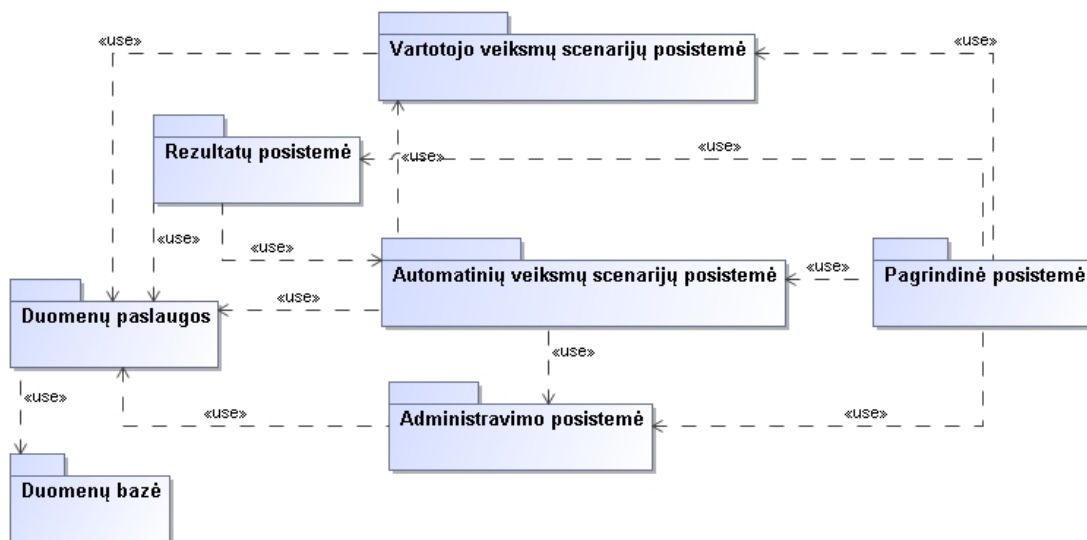 «use»
Vartotojo veiksmų scenarijų posistemė
«use»
Rezultatų posistemė
«use»
«use»
«use»
«use»
Automatinių veiksmų scenarijų posistemė
«use»
Pagrindinė posistemė
Duomenų paslaugos
«use»
«use»
«use»
Administravimo posistemė
«use»
«use»
Duomenų bazė